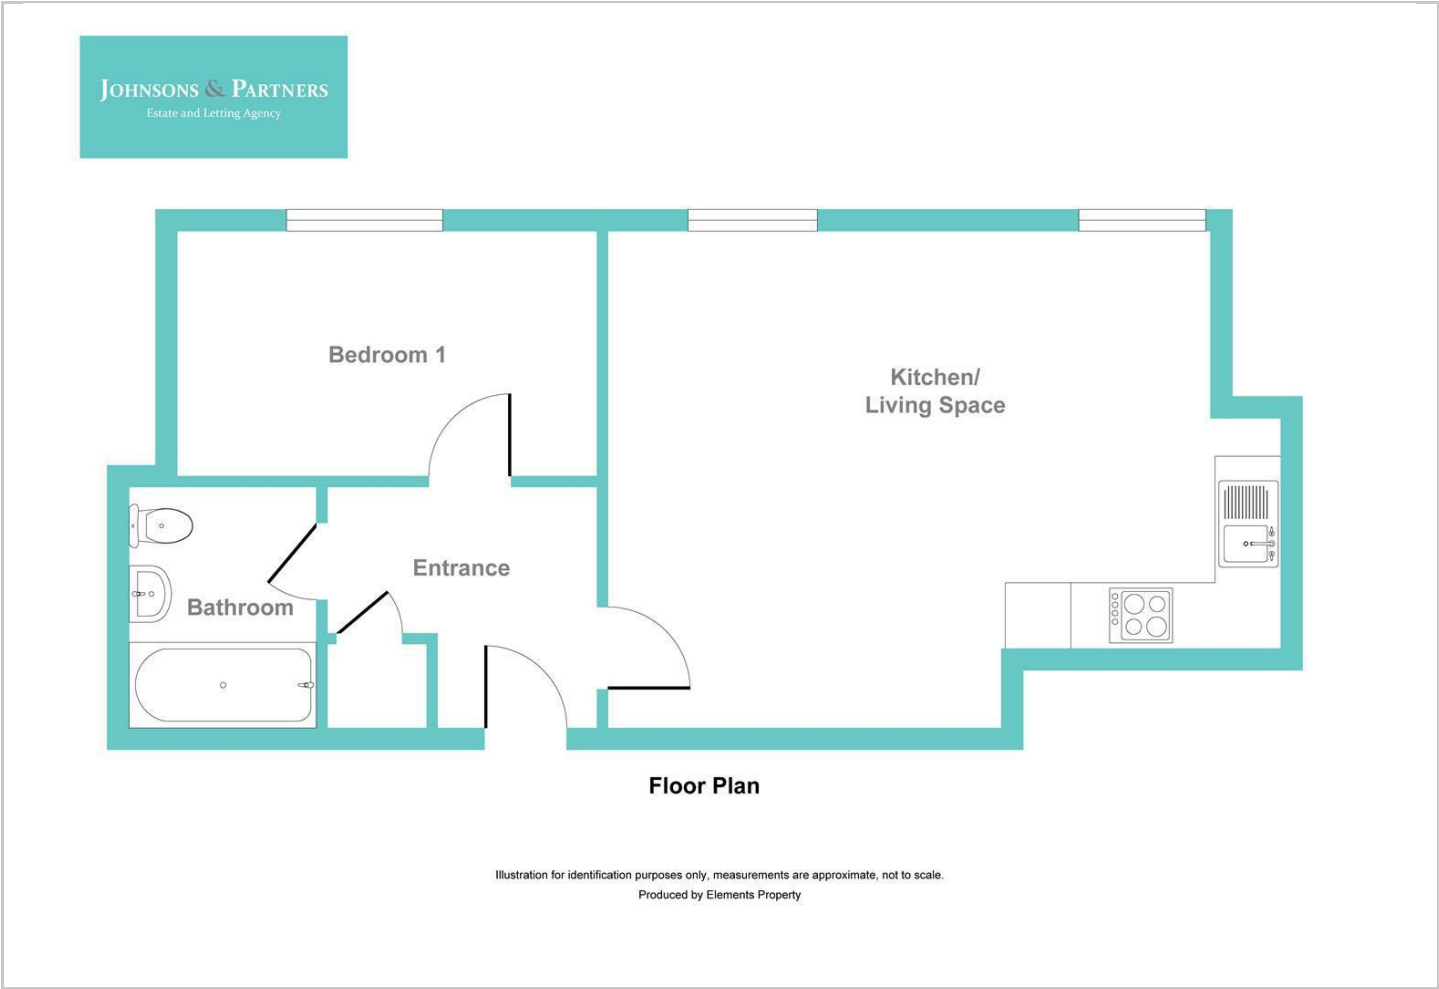 JOHNSONS & PARTNERS
Estate and Letting Agency
Bedroom 1
Kitchen/
Living Space
Entrance
Bathroom
Floor Plan
Illustration for identification purposes only, measurements are approximate, not to scale.
Produced by Elements Property